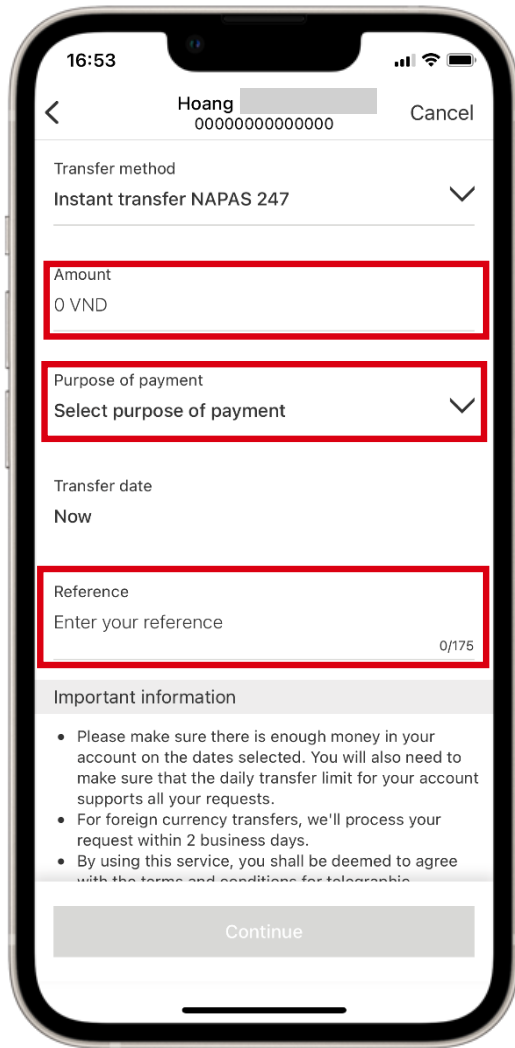 16:53
Hoang
00000000000000
Cancel
Transfer method
Instant transfer NAPAS 247
Amount
0 VND
Purpose of payment
Select purpose of payment
Transfer date
Now
Reference
Enter your reference
0/175
Important information
• Please make sure there is enough money in your
account on the dates selected. You will also need to
make sure that the daily transfer limit for your account
supports all your requests.
• For foreign currency transfers, we'll process your
request within 2 business days.
• By using this service, you shall be deemed to agree
with the terms and conditions for telegraphic
Continue